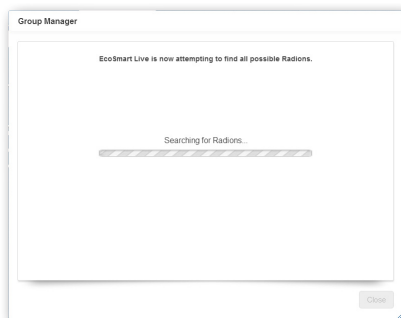 Group Manager
EcoSmart Live is now attempting to find all possible Radions.
Searching for Radions...
Close